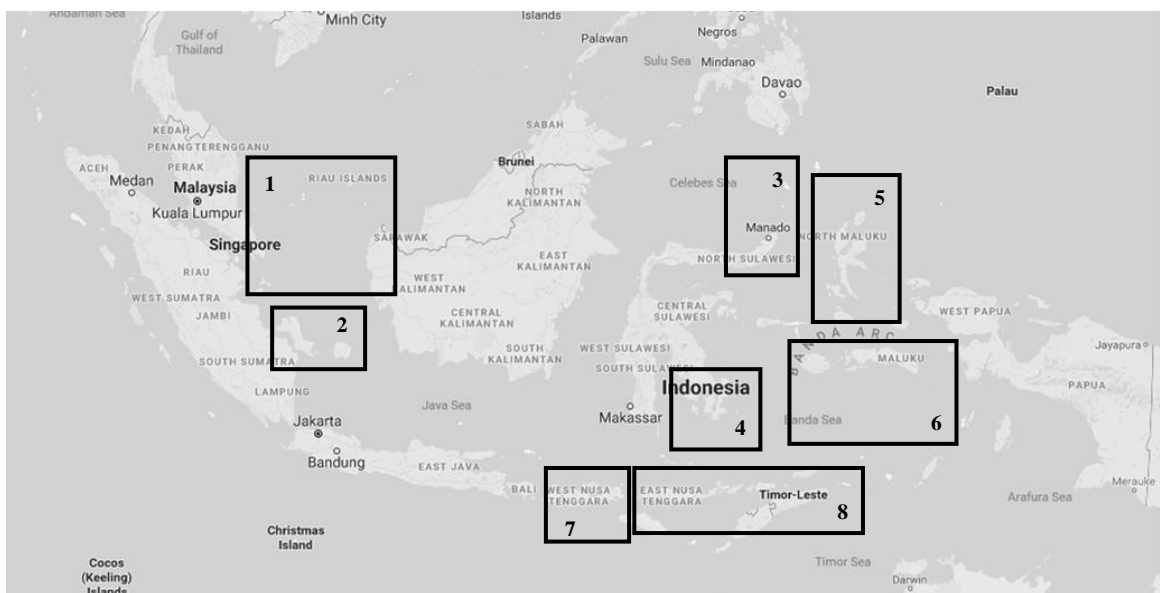 Andaman Sea
Minh City
Islands
Gulf of
Thailand
Palawan
Negros
Sulu Sea
Mindanao
Davao
Palau
KEDAH
PENANG
TERENGGANU
SABAH
ACEH
PERAK
Medan
Malaysia
Kuala Lumpur
1
RIAU ISLANDS
Brunei
NORTH
KALIMANTAN
Celebes Sea
3
5
Manado
NORTH MALUKU
Singapore
SARAWAK
EAST
KALIMANTAN
NORTH SULAWESI
RIAU
WEST
KALIMANTAN
WEST SUMATRA
JAMBI
2
CENTRAL
KALIMANTAN
CENTRAL
SULAWESI
WEST PAPUA
BANDA ARC
SOUTH SUMATRA
SOUTH
KALIMANTAN
WEST SULAWESI
SOUTH SULAWESI
MALUKU
Jayapura
PAPUA
LAMPUNG
Indonesia
Java Sea
Makassar
4
Banda Sea
6
Jakarta
Bandung
EAST JAVA
BALI
WEST NUSA
TENGGARA
7
EAST NUSA
TENGGARA
Timor-Leste
8
Arafura Sea
Merauke
Christmas
Island
Cocos
(Keeling)
Islands
Timor Sea
Darwin